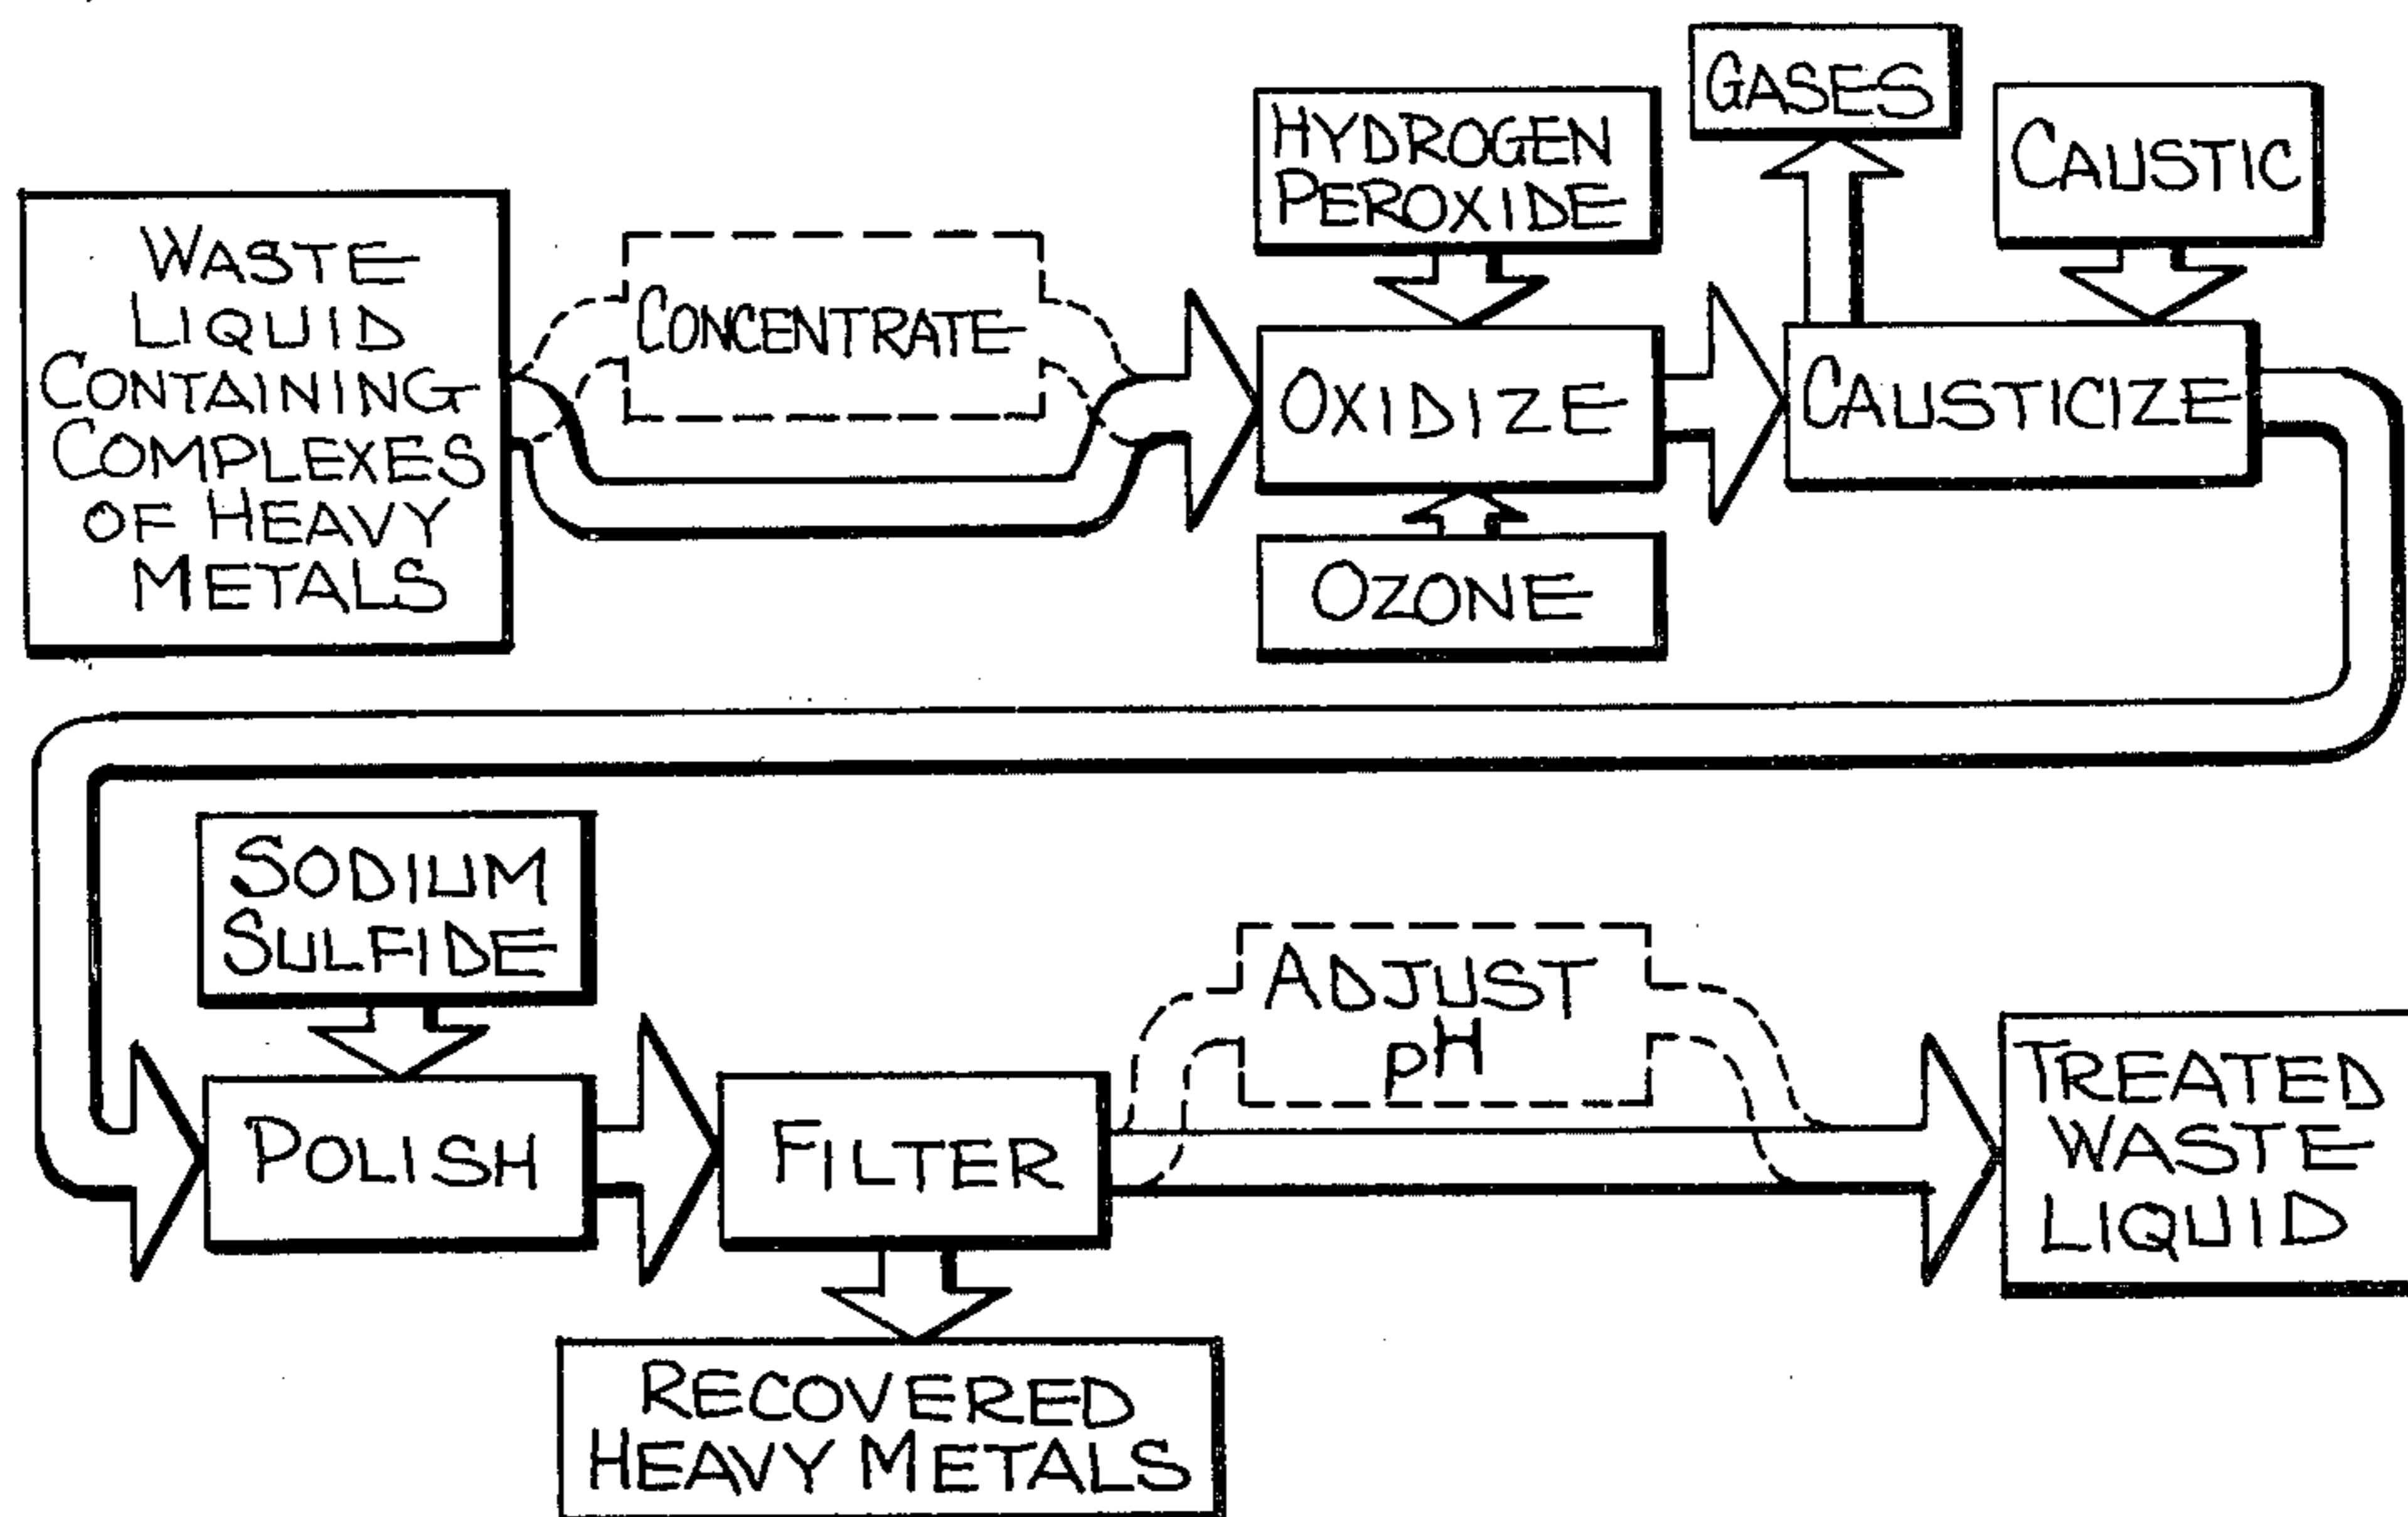 WASTE
LIQUID
CONTAINING
COMPLEXES
OF HEAVY
METALS
CONCENTRATE
HYDROGEN
PEROXIDE
OXIDIZE
OZONE
GASES
CAUSTIC
CAUSTICIZE
SODIUM
SULFIDE
POLISH
FILTER
RECOVERED
HEAVY METALS
ADJUST
pH
TREATED
WASTE
LIQUID